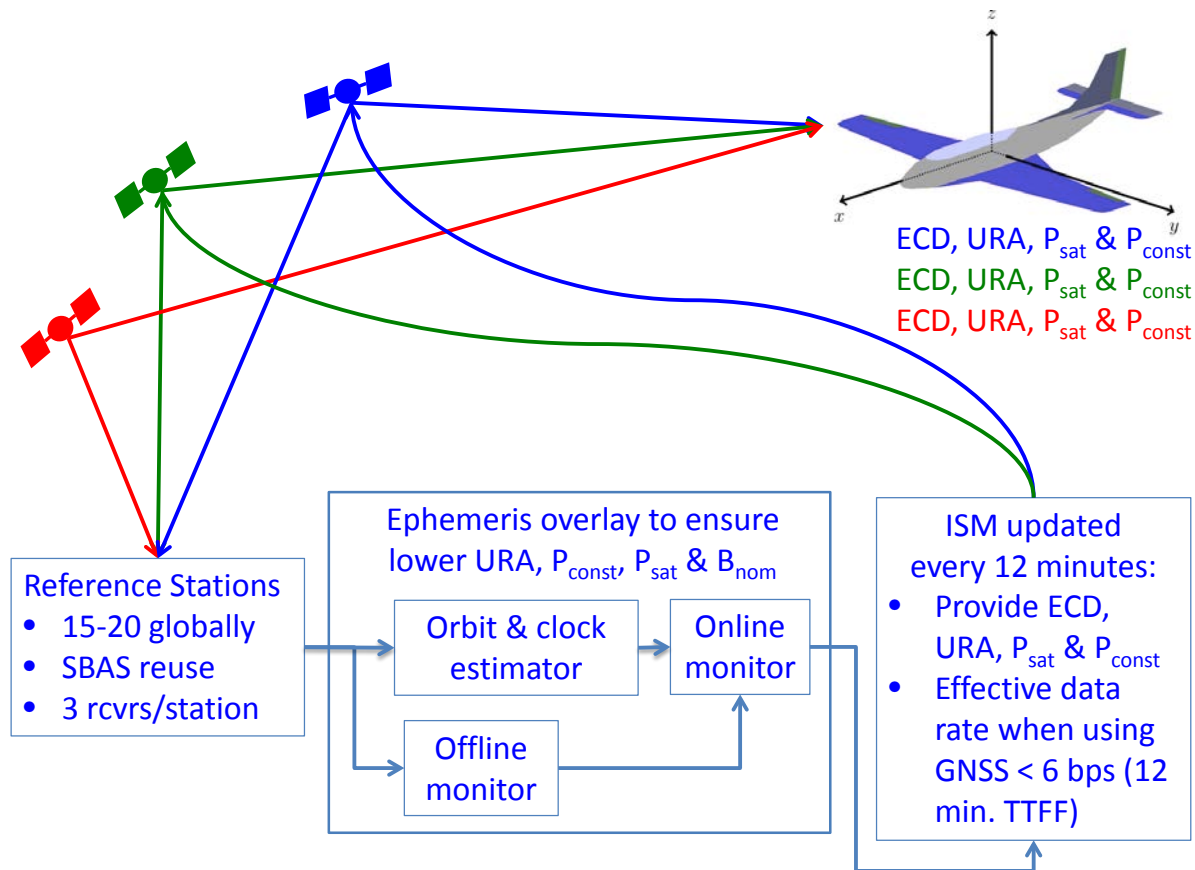 z
x
y
ECD, URA, Psat & Pconst
ECD, URA, Psat & Pconst
ECD, URA, Psat & Pconst
Ephemeris overlay to ensure
lower URA, Pconst, Psat & Bnom
Reference Stations
• 15-20 globally
• SBAS reuse
• 3 rcvrs/station
Orbit & clock
estimator
Online
monitor
Offline
monitor
ISM updated
every 12 minutes:
• Provide ECD,
URA, Psat & Pconst
• Effective data
rate when using
GNSS < 6 bps (12
min. TTFF)